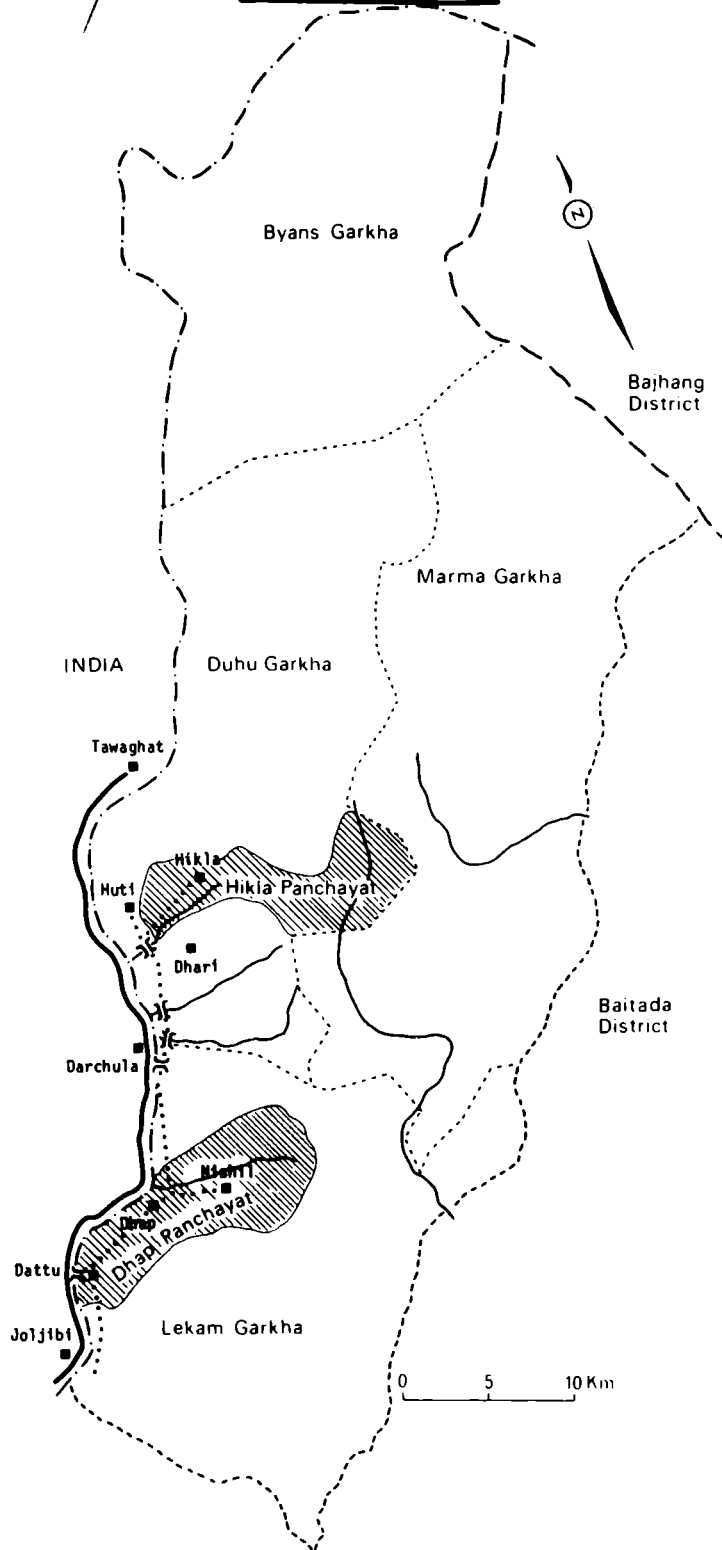 Byans Garkha
N
Bajhang
District
Marma Garkha
INDIA
Duhu Garkha
Tawaghat
Hikla
Huti
Hikla Panchayat
Dhari
Baitada
District
Darchula
Nishil
Dhap
Dhap Panchayat
Dattu
Lekam Garkha
Joljibi
0 5 10 Km